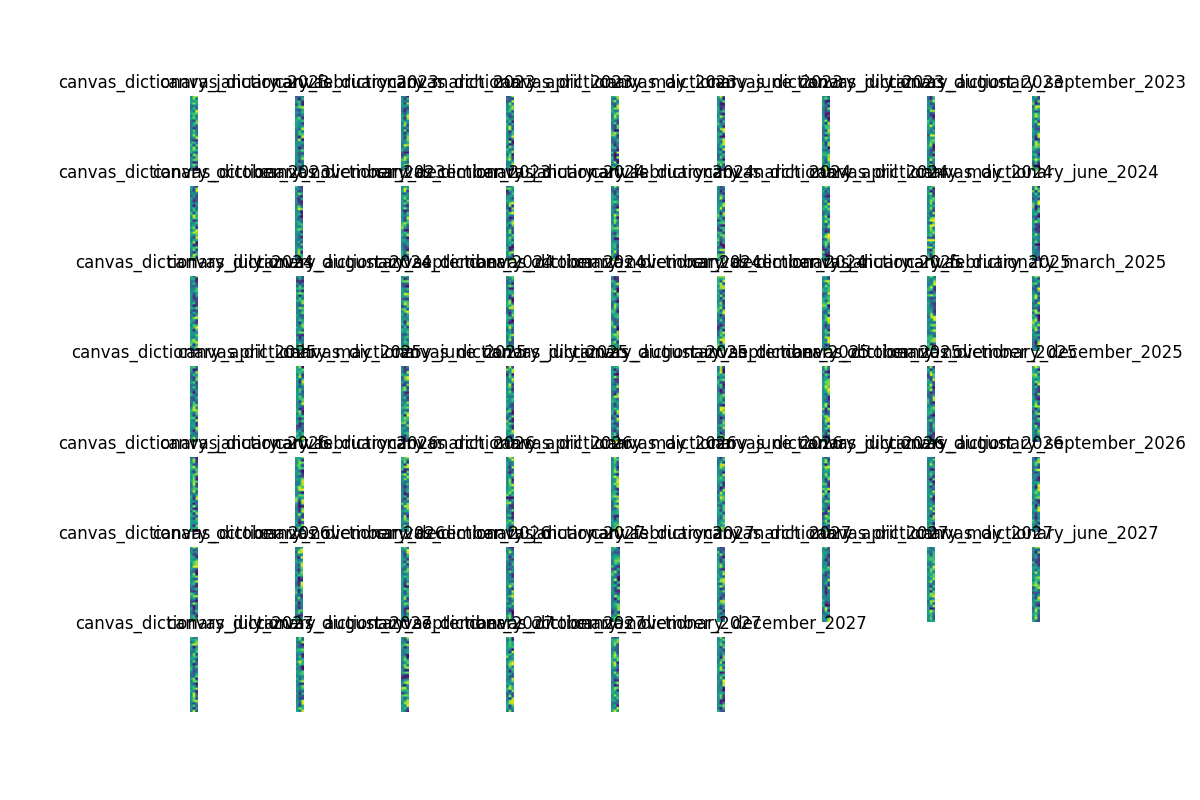 canvas_dictionary_january_2023 canvas_dictionary_february_2023 canvas_dictionary_march_2023 canvas_dictionary_april_2023 canvas_dictionary_may_2023 canvas_dictionary_june_2023 canvas_dictionary_july_2023 canvas_dictionary_august_2023 canvas_dictionary_september_2023
canvas_dictionary_october_2023 canvas_dictionary_november_2023 canvas_dictionary_december_2023 canvas_dictionary_january_2024 canvas_dictionary_february_2024 canvas_dictionary_march_2024 canvas_dictionary_april_2024 canvas_dictionary_may_2024 canvas_dictionary_june_2024
canvas_dictionary_july_2024 canvas_dictionary_august_2024 canvas_dictionary_september_2024 canvas_dictionary_october_2024 canvas_dictionary_november_2024 canvas_dictionary_december_2024 canvas_dictionary_january_2025 canvas_dictionary_february_2025 canvas_dictionary_march_2025
canvas_dictionary_april_2025 canvas_dictionary_may_2025 canvas_dictionary_june_2025 canvas_dictionary_july_2025 canvas_dictionary_august_2025 canvas_dictionary_september_2025 canvas_dictionary_october_2025 canvas_dictionary_november_2025 canvas_dictionary_december_2025
canvas_dictionary_january_2026 canvas_dictionary_february_2026 canvas_dictionary_march_2026 canvas_dictionary_april_2026 canvas_dictionary_may_2026 canvas_dictionary_june_2026 canvas_dictionary_july_2026 canvas_dictionary_august_2026 canvas_dictionary_september_2026
canvas_dictionary_october_2026 canvas_dictionary_november_2026 canvas_dictionary_december_2026 canvas_dictionary_january_2027 canvas_dictionary_february_2027 canvas_dictionary_march_2027 canvas_dictionary_april_2027 canvas_dictionary_may_2027 canvas_dictionary_june_2027
canvas_dictionary_july_2027 canvas_dictionary_august_2027 canvas_dictionary_september_2027 canvas_dictionary_october_2027 canvas_dictionary_november_2027 canvas_dictionary_december_2027